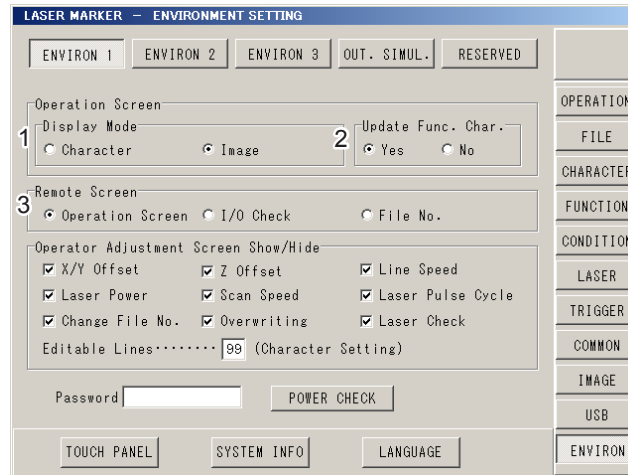 LASER MARKER — ENVIRONMENT SETTING
ENVIRON 1 ENVIRON 2 ENVIRON 3 OUT. SIMUL. RESERVED
Operation Screen
1 Display Mode
Character Image
2 Update Func. Char.
Yes No
3 Remote Screen
Operation Screen I/O Check File No.
Operator Adjustment Screen Show/Hide
X/Y Offset Z Offset Line Speed
Laser Power Scan Speed Laser Pulse Cycle
Change File No. Overwriting Laser Check
Editable Lines········ 99 (Character Setting)
Password POWER CHECK
TOUCH PANEL SYSTEM INFO LANGUAGE
OPERATION
FILE
CHARACTER
FUNCTION
CONDITION
LASER
TRIGGER
COMMON
IMAGE
USB
ENVIRON